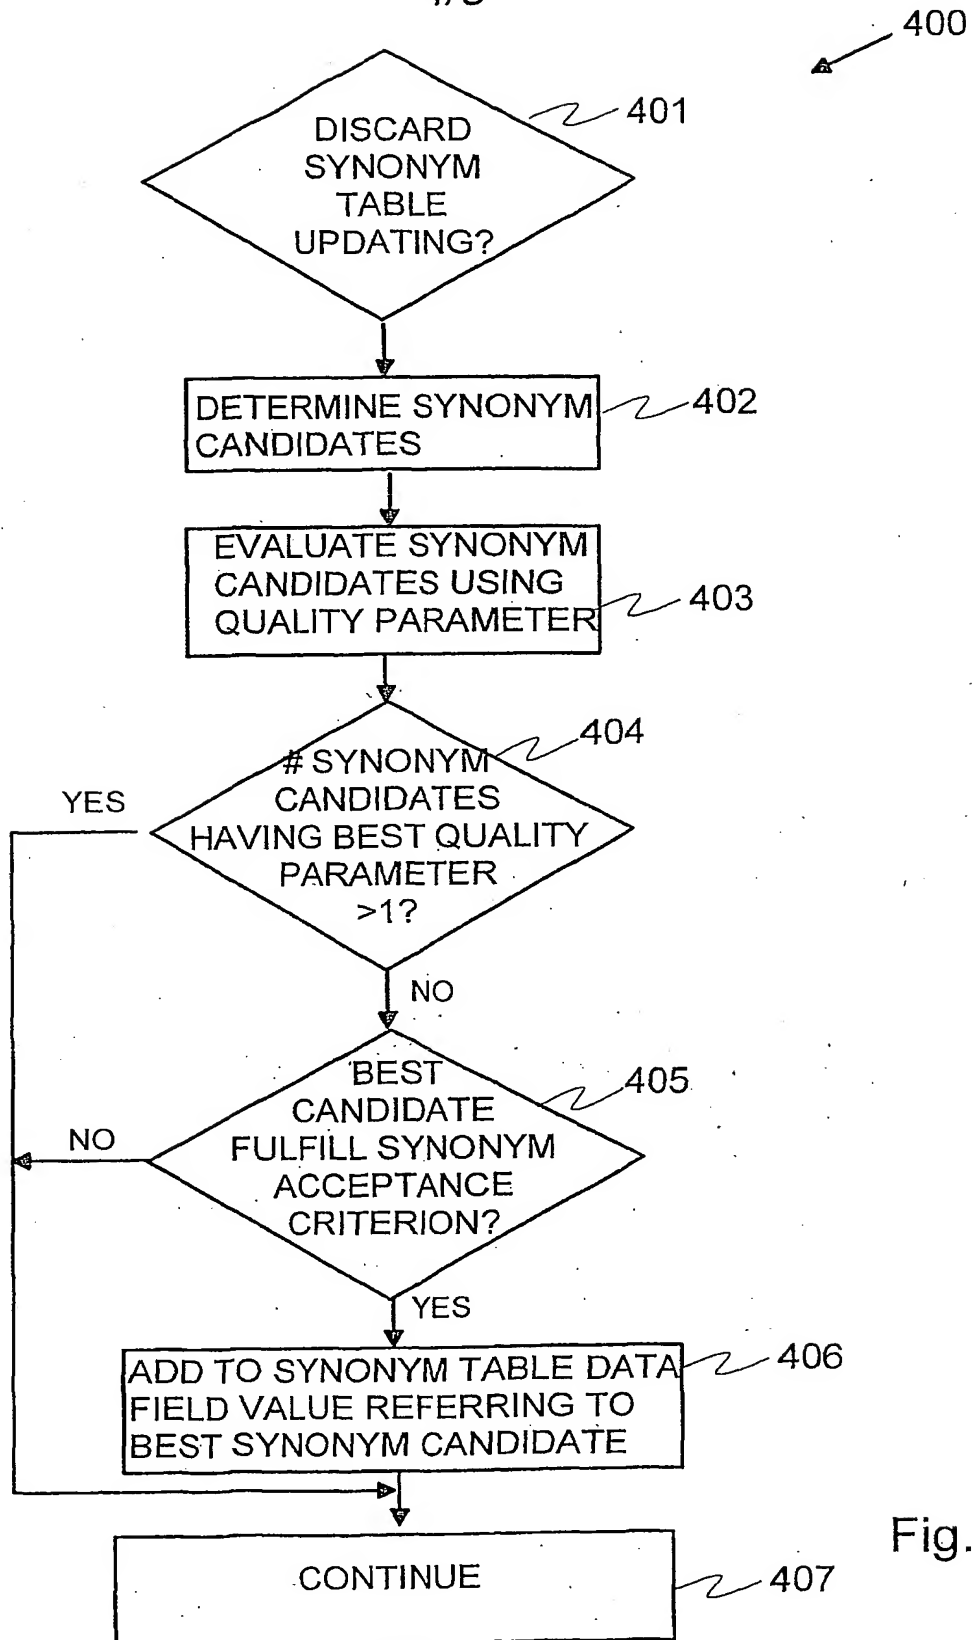 400
401
DISCARD
SYNONYM
TABLE
UPDATING?
DETERMINE SYNONYM
CANDIDATES
402
EVALUATE SYNONYM
CANDIDATES USING
QUALITY PARAMETER
403
404
# SYNONYM
CANDIDATES
HAVING BEST QUALITY
PARAMETER
>1?
YES
NO
BEST
CANDIDATE
FULFILL SYNONYM
ACCEPTANCE
CRITERION?
405
NO
YES
ADD TO SYNONYM TABLE DATA
FIELD VALUE REFERRING TO
BEST SYNONYM CANDIDATE
406
CONTINUE
407
Fig.